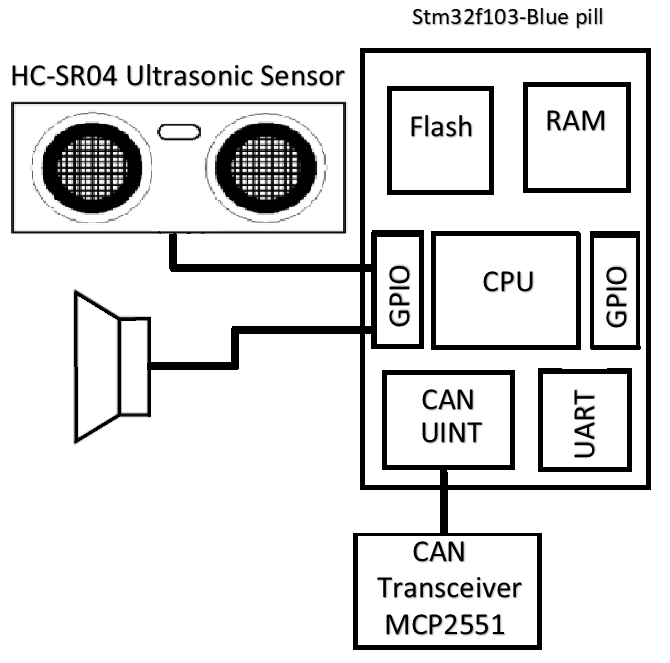 Stm32f103-Blue pill
HC-SR04 Ultrasonic Sensor
Flash
RAM
GPIO
CPU
GPIO
CAN
UINT
UART
CAN
Transceiver
MCP2551